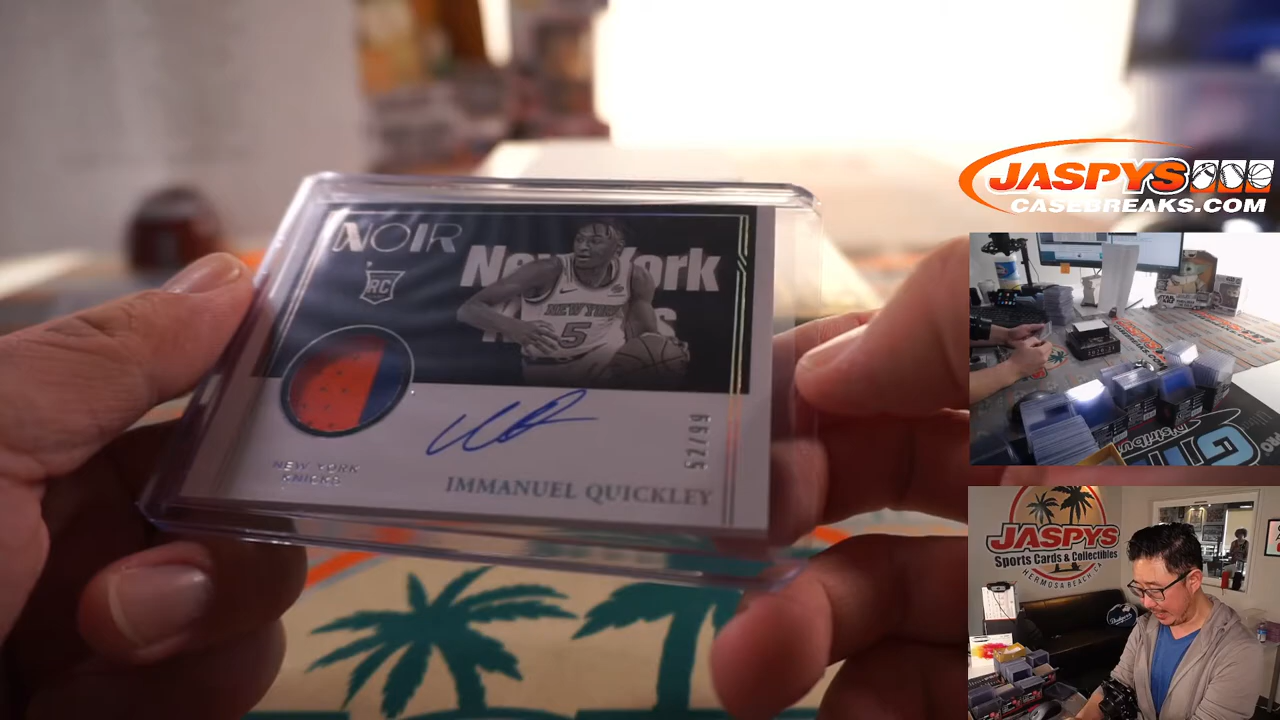 NOIR
RC
New York
NEW YORK
5
52/99
NEW YORK
KNICKS
IMMANUEL QUICKLEY
JASPYS
CASEBREAKS.COM
JASPYS
Sports Cards & Collectibles
HERMOSA BEACH, CA
Dodgers